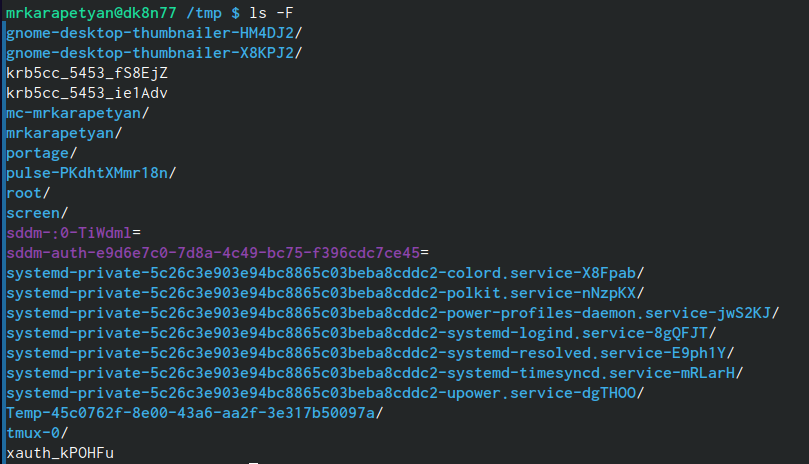 mrkarapetyan@dk8n77 /tmp $ ls -F
gnome-desktop-thumbnailer-HM4DJ2/
gnome-desktop-thumbnailer-X8KPJ2/
krb5cc_5453_fS8EjZ
krb5cc_5453_ie1Adv
mc-mrkarapetyan/
mrkarapetyan/
portage/
pulse-PKdhtXMmr18n/
root/
screen/
sddm-:0-TiWdml=
sddm-auth-e9d6e7c0-7d8a-4c49-bc75-f396cdc7ce45=
systemd-private-5c26c3e903e94bc8865c03beba8cddc2-colord.service-X8Fpab/
systemd-private-5c26c3e903e94bc8865c03beba8cddc2-polkit.service-nNzpKX/
systemd-private-5c26c3e903e94bc8865c03beba8cddc2-power-profiles-daemon.service-jwS2KJ/
systemd-private-5c26c3e903e94bc8865c03beba8cddc2-systemd-logind.service-8gQFJT/
systemd-private-5c26c3e903e94bc8865c03beba8cddc2-systemd-resolved.service-E9ph1Y/
systemd-private-5c26c3e903e94bc8865c03beba8cddc2-systemd-timesyncd.service-mRLarH/
systemd-private-5c26c3e903e94bc8865c03beba8cddc2-upower.service-dgTHOO/
Temp-45c0762f-8e00-43a6-aa2f-3e317b50097a/
tmux-0/
xauth_kPOHFu